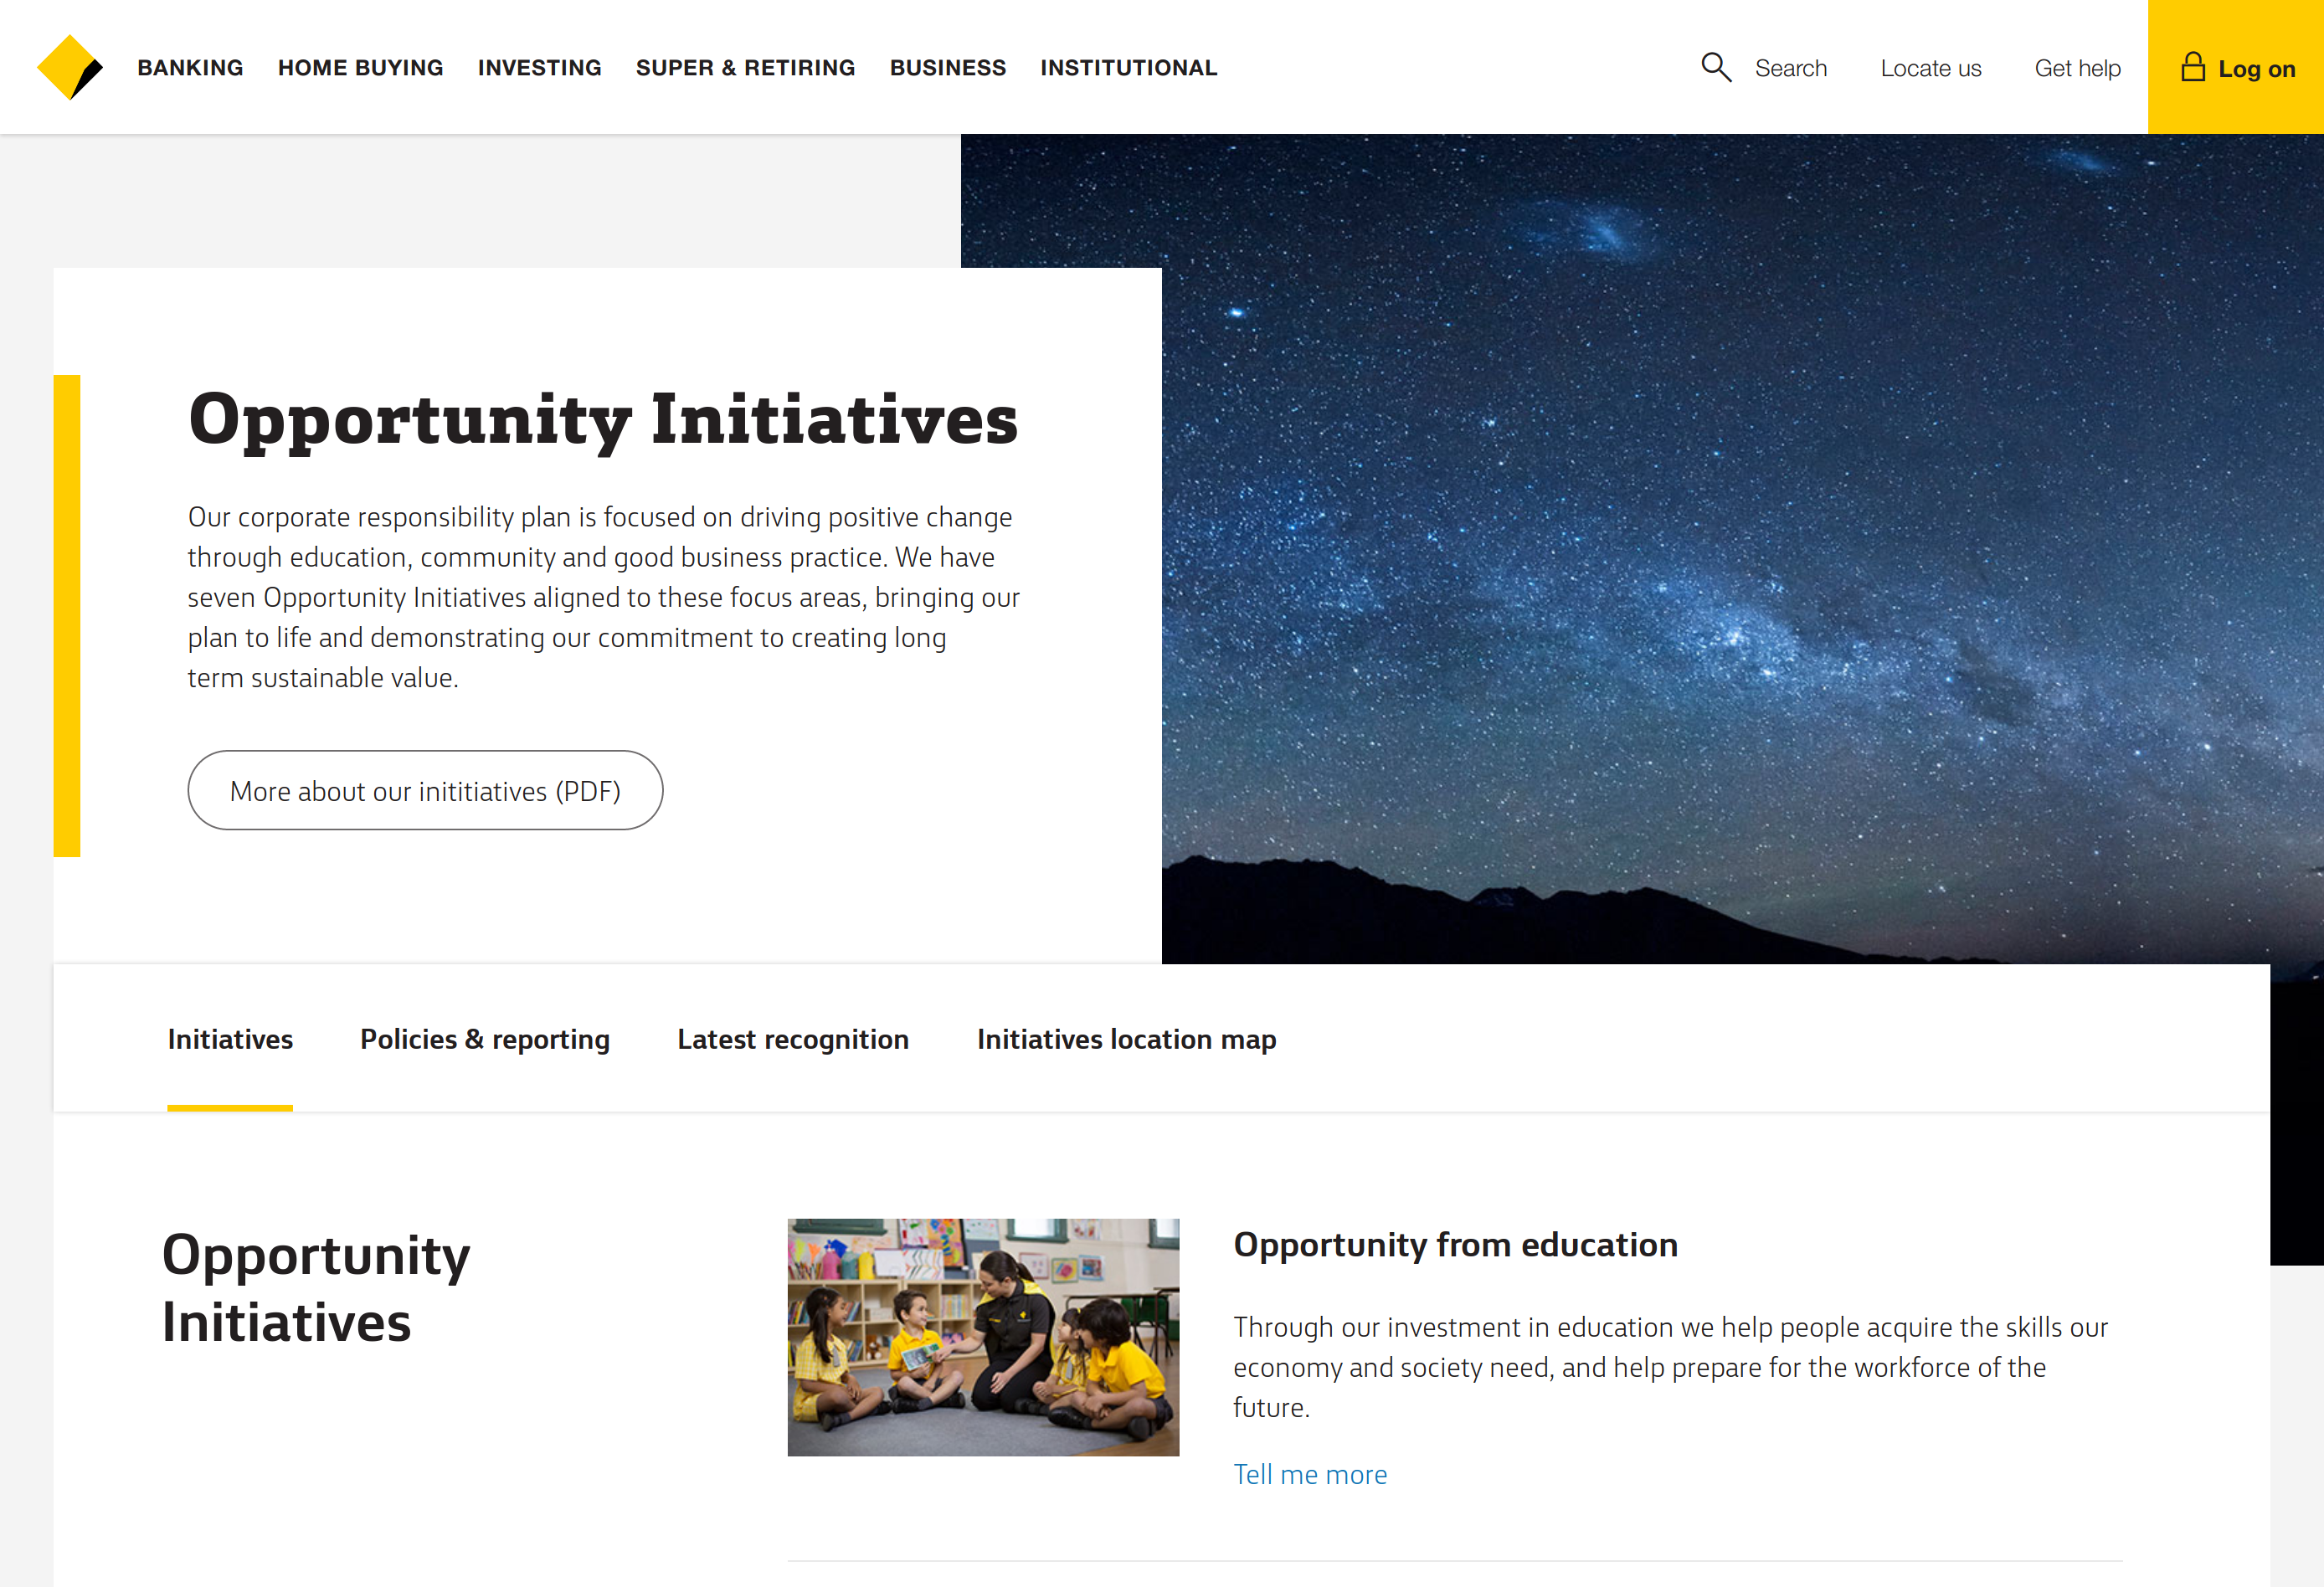 BANKING HOME BUYING INVESTING SUPER & RETIRING BUSINESS INSTITUTIONAL Search Locate us Get help Log on
Opportunity Initiatives
Our corporate responsibility plan is focused on driving positive change
through education, community and good business practice. We have
seven Opportunity Initiatives aligned to these focus areas, bringing our
plan to life and demonstrating our commitment to creating long
term sustainable value.
More about our inititiatives (PDF)
Initiatives Policies & reporting Latest recognition Initiatives location map
Opportunity
Initiatives
Opportunity from education
Through our investment in education we help people acquire the skills our
economy and society need, and help prepare for the workforce of the
future.
Tell me more